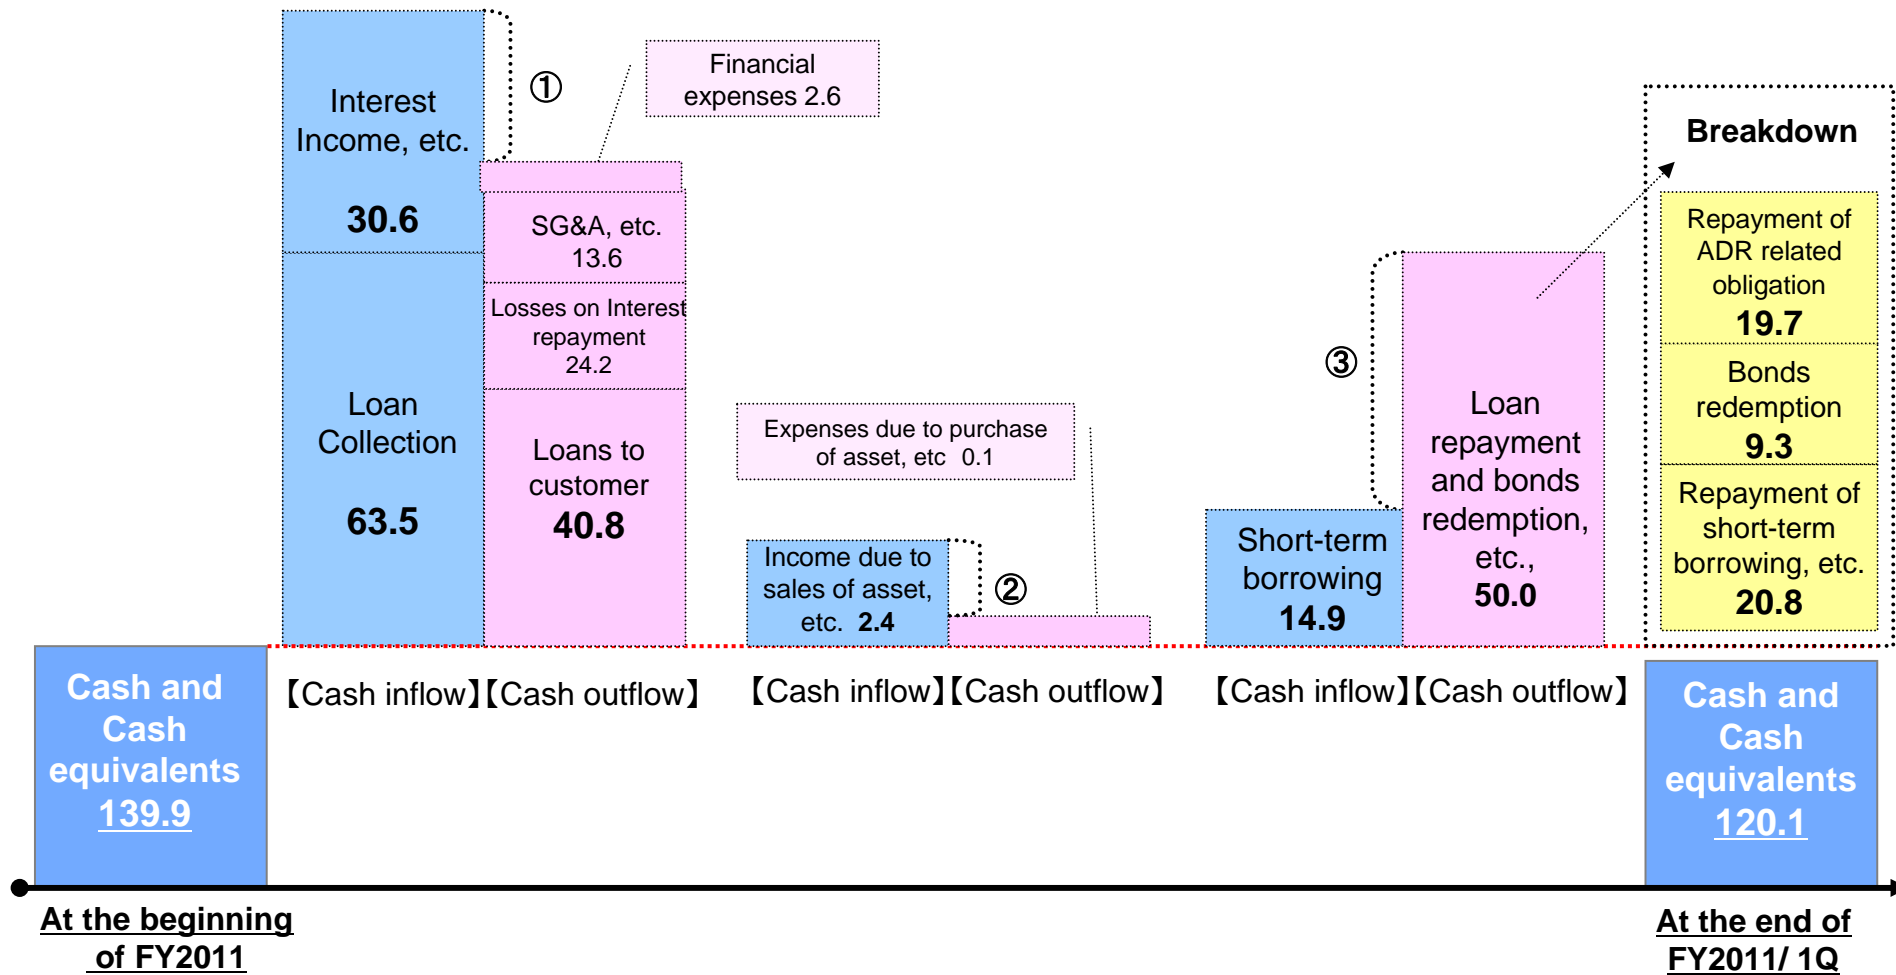 Interest
Income, etc.
30.6
Loan
Collection
63.5
①
Financial
expenses 2.6
SG&A, etc.
13.6
Losses on Interest
repayment
24.2
Loans to
customer
40.8
Expenses due to purchase
of asset, etc 0.1
Income due to
sales of asset,
etc. 2.4
②
③
Short-term
borrowing
14.9
Loan
repayment
and bonds
redemption,
etc.,
50.0
Breakdown
Repayment of
ADR related
obligation
19.7
Bonds
redemption
9.3
Repayment of
short-term
borrowing, etc.
20.8
Cash and
Cash
equivalents
139.9
【Cash inflow】【Cash outflow】
【Cash inflow】【Cash outflow】
【Cash inflow】【Cash outflow】
Cash and
Cash
equivalents
120.1
At the beginning
of FY2011
At the end of
FY2011/ 1Q